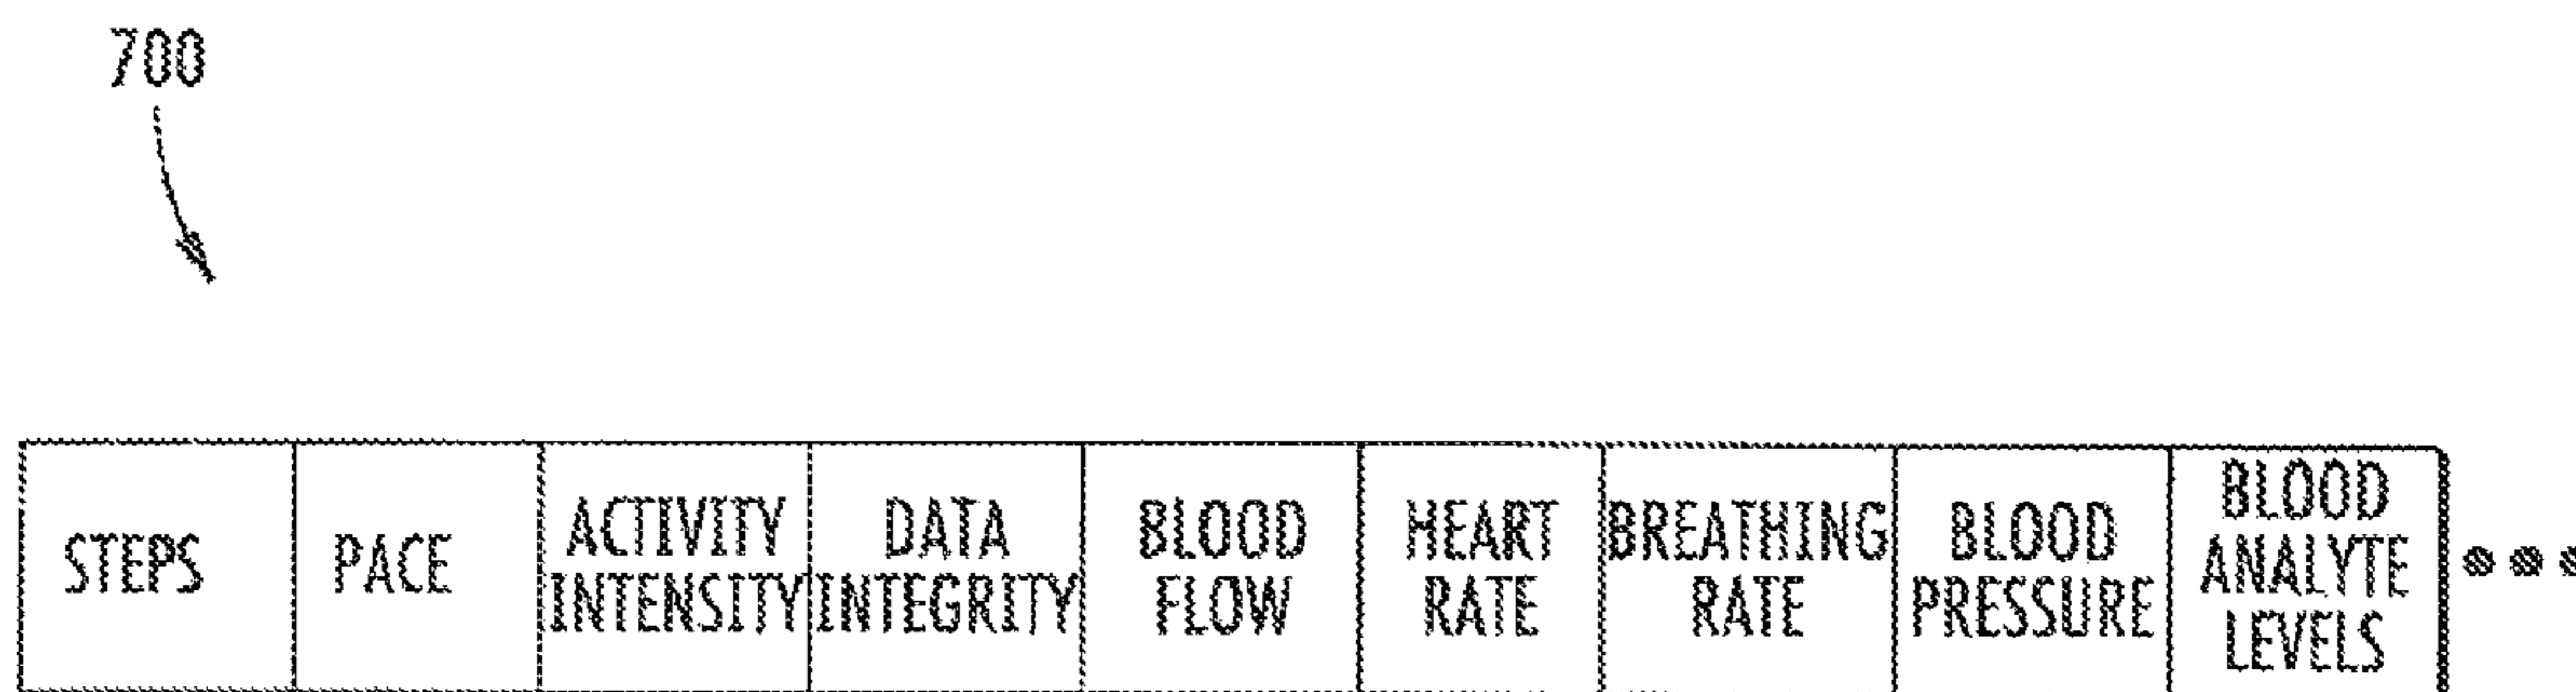 700
STEPS
PACE
ACTIVITY
INTENSITY
DATA
INTEGRITY
BLOOD
FLOW
HEART
RATE
BREATHING
RATE
BLOOD
PRESSURE
BLOOD
ANALYTE
LEVELS